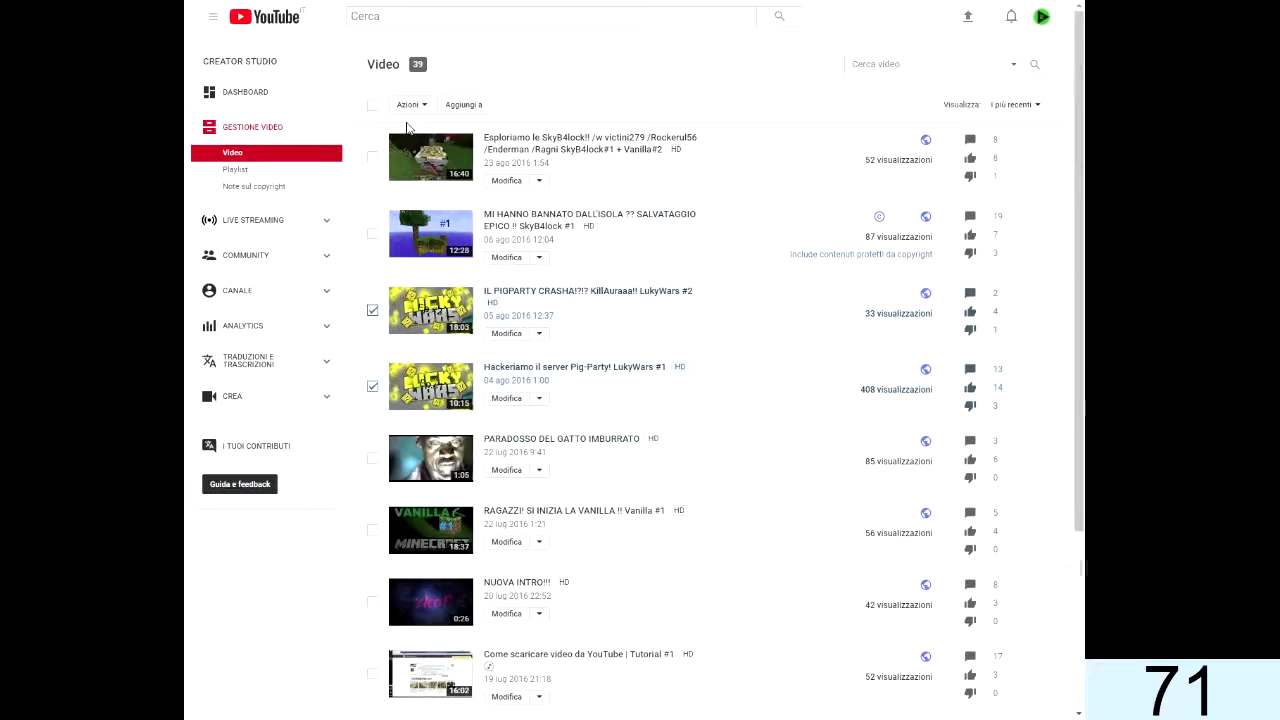 YouTube IT
Cerca
CREATOR STUDIO
DASHBOARD
GESTIONE VIDEO
Video
Playlist
Note sul copyright
LIVE STREAMING
COMMUNITY
CANALE
ANALYTICS
TRADUZIONI E
TRASCRIZIONI
CREA
I TUOI CONTRIBUTI
Guida e feedback
Video 39
Cerca video
Azioni Aggiungi a
Visualizza: I più recenti
Esploriamo le SkyB4lock!! /w victini279 /Rockerul56
/Enderman /Ragni SkyB4lock#1 + Vanilla#2 HD
23 ago 2016 1:54
Modifica
16:40
52 visualizzazioni
8
8
1
MI HANNO BANNATO DALL'ISOLA ?? SALVATAGGIO
EPICO !! SkyB4lock #1 HD
06 ago 2016 12:04
Modifica
#1
12:28
87 visualizzazioni
Include contenuti protetti da copyright
19
7
3
IL PIGPARTY CRASHA!?!? KillAuraaa!! LukyWars #2
HD
05 ago 2016 12:37
Modifica
LUCKY
WARS
18:03
33 visualizzazioni
2
4
1
Hackeriamo il server Pig-Party! LukyWars #1 HD
04 ago 2016 1:00
Modifica
LUCKY
WARS
10:15
408 visualizzazioni
13
14
3
PARADOSSO DEL GATTO IMBURRATO HD
22 lug 2016 9:41
Modifica
1:05
85 visualizzazioni
3
6
0
RAGAZZI! SI INIZIA LA VANILLA !! Vanilla #1 HD
22 lug 2016 1:21
Modifica
VANILLA
#1
MINECRAFT
18:37
56 visualizzazioni
5
4
0
NUOVA INTRO!!! HD
20 lug 2016 22:52
Modifica
0:26
42 visualizzazioni
8
3
0
Come scaricare video da YouTube | Tutorial #1 HD
19 lug 2016 21:18
Modifica
16:02
visualizzazioni
17
3
0
71